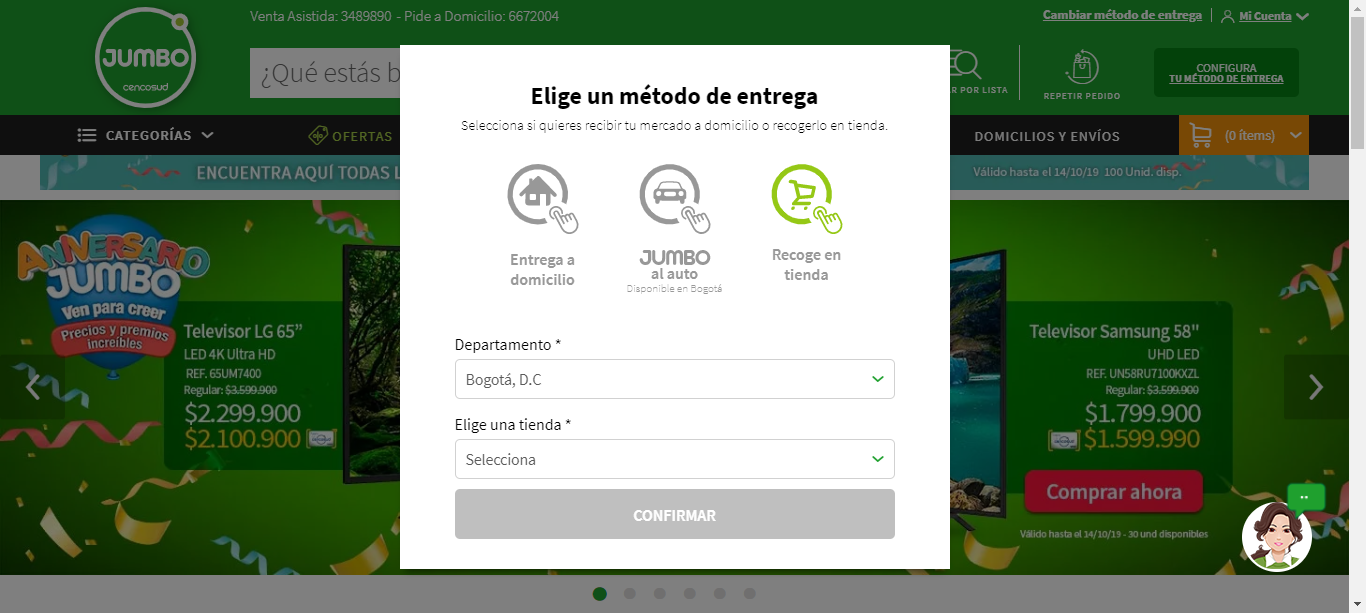 Venta Asistida: 3489890 - Pide a Domicilio: 6672004
Cambiar método de entrega
Mi Cuenta
JUMBO
cencosud
¿Qué estás b
R POR LISTA
REPETIR PEDIDO
CONFIGURA
TU MÉTODO DE ENTREGA
CATEGORÍAS
OFERTAS
DOMICILIOS Y ENVÍOS
(0 ítems)
ENCUENTRA AQUÍ TODAS L
Válido hasta el 14/10/19 100 Unid. disp.
Elige un método de entrega
Selecciona si quieres recibir tu mercado a domicilio o recogerlo en tienda.
Entrega a
domicilio
JUMBO
al auto
Disponible en Bogotá
Recoge en
tienda
Departamento *
Bogotá, D.C
Elige una tienda *
Selecciona
CONFIRMAR
ANIVERSARIO
JUMBO
Ven para creer
Precios y premios
increíbles
Televisor LG 65”
LED 4K Ultra HD
REF. 65UM7400
Regular: $3.599.900
$2.299.900
$2.100.900
Televisor Samsung 58"
UHD LED
REF. UN58RU7100KXZL
Regular: $3.599.900
$1.799.900
$1.599.990
Comprar ahora
Válido hasta el 14/10/19 - 30 und disponibles